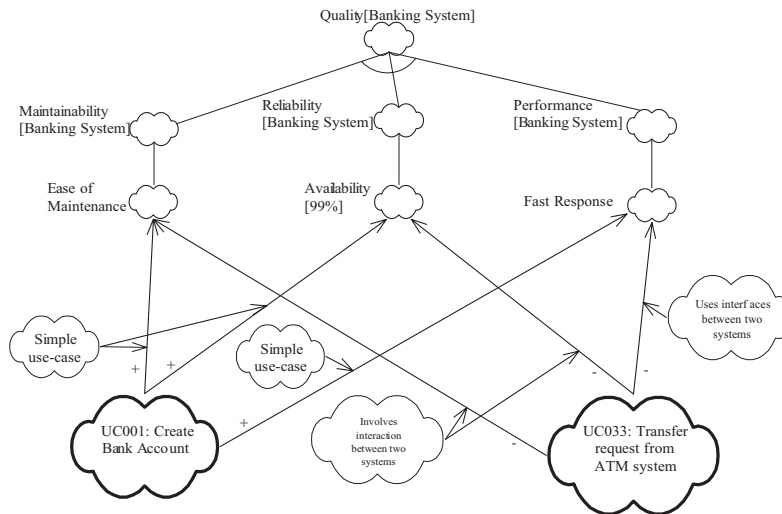 Quality[Banking System]
Maintainability
[Banking System]
Reliability
[Banking System]
Performance
[Banking System]
Ease of
Maintenance
Availability
[99%]
Fast Response
Simple
use-case
Simple
use-case
Uses interfaces
between two
systems
+
+
+
-
-
-
Involves
interaction
between two
systems
UC001: Create
Bank Account
UC033: Transfer
request from
ATM system